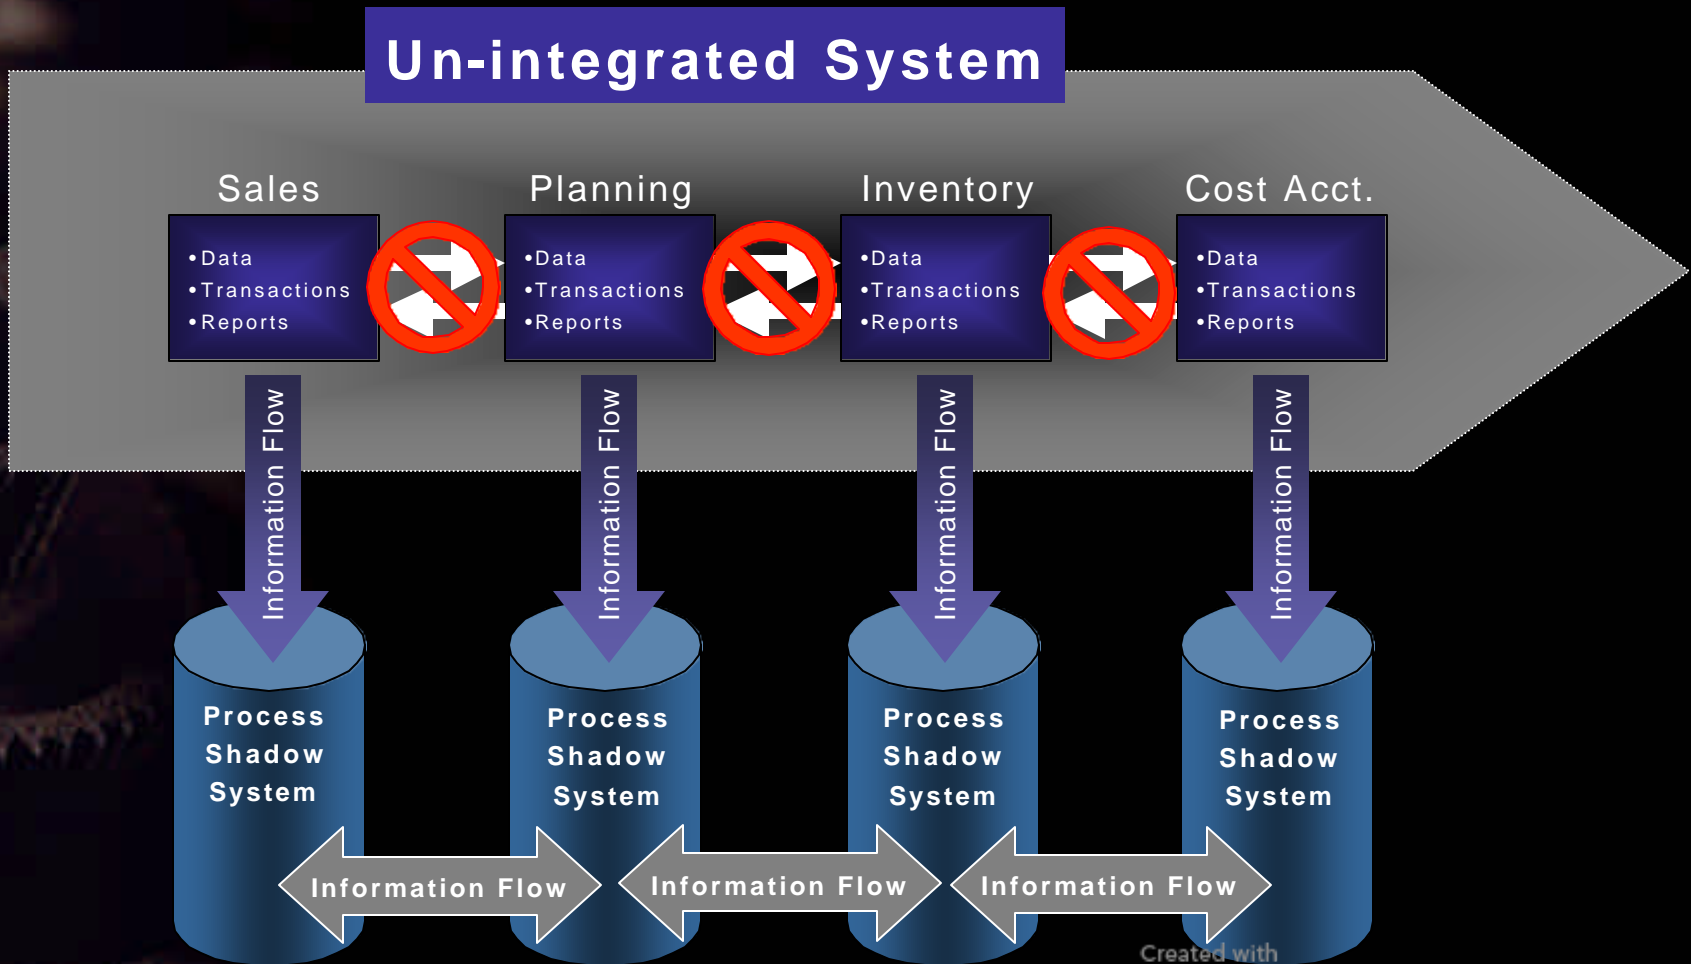 Un-integrated System
Sales
Planning
Inventory
Cost Acct.
•Data
•Transactions
•Reports
•Data
•Transactions
•Reports
•Data
•Transactions
•Reports
•Data
•Transactions
•Reports
Information Flow
Information Flow
Information Flow
Information Flow
Process
Shadow
System
Process
Shadow
System
Process
Shadow
System
Process
Shadow
System
Information Flow
Information Flow
Information Flow
Created with